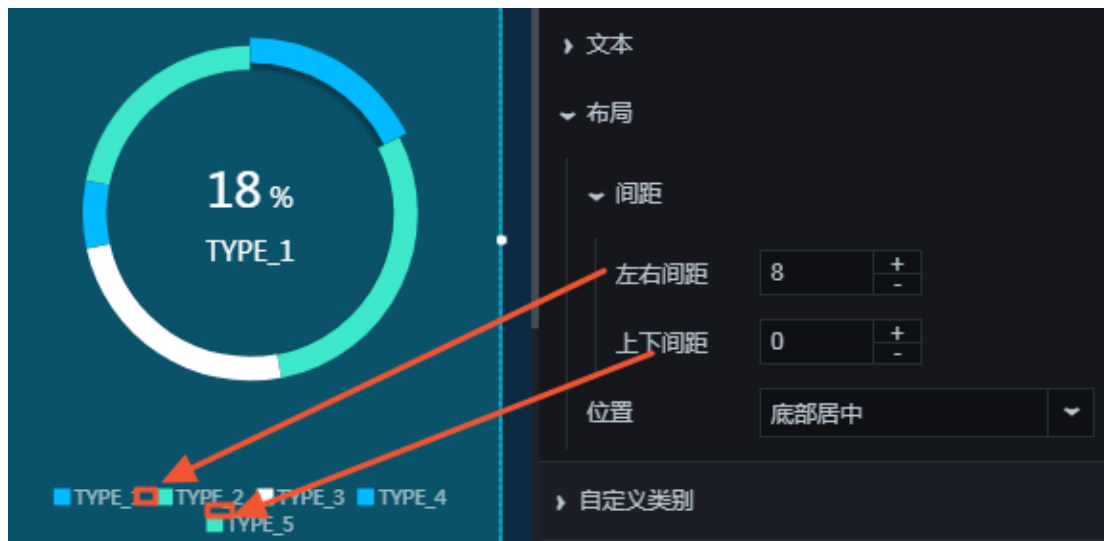 18 %
TYPE_1
TYPE_1 TYPE_2 TYPE_3 TYPE_4
TYPE_5
文本
布局
间距
左右间距 8 + -
上下间距 0 + -
位置 底部居中
自定义类别